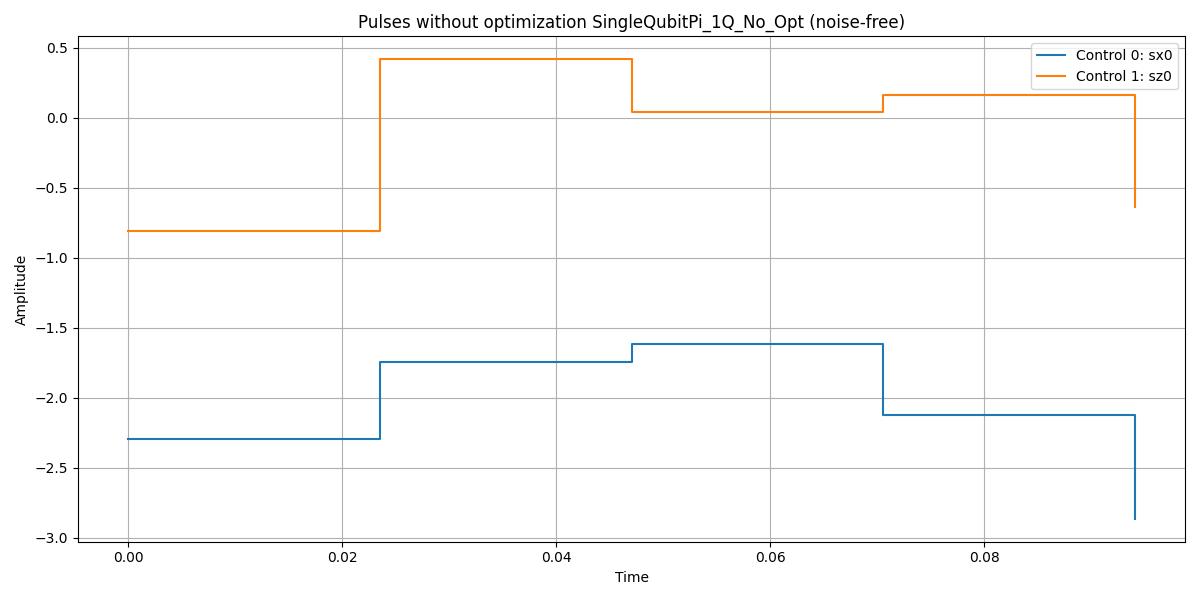 Pulses without optimization SingleQubitPi_1Q_No_Opt (noise-free)
Control 0: sx0
Control 1: sz0
0.5
0.0
−0.5
−1.0
−1.5
−2.0
−2.5
−3.0
Amplitude
0.00 0.02 0.04 0.06 0.08
Time